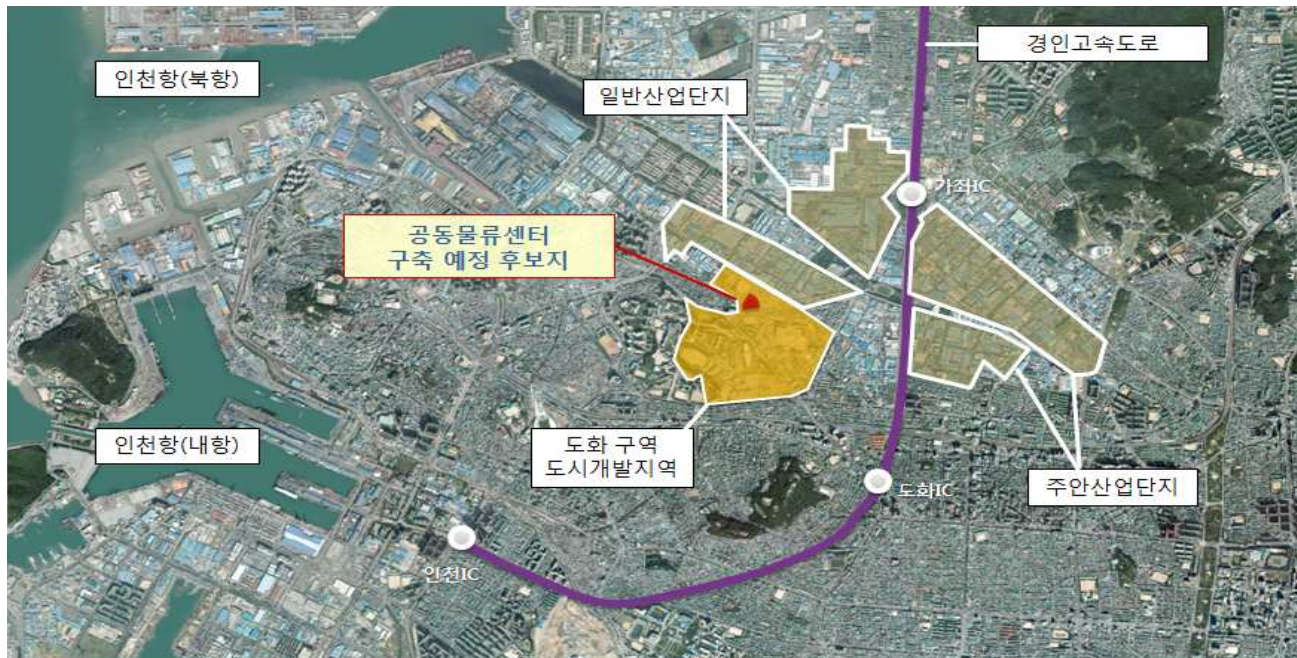 경인고속도로
인천항(북항)
일반산업단지
가좌IC
공동물류센터
구축 예정 후보지
인천항(내항)
도화 구역
도시개발지역
도화IC
주안산업단지
인천IC